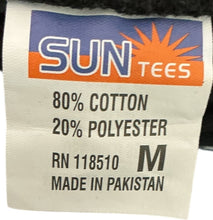 SUN TEES
80% COTTON
20% POLYESTER
RN 118510 M
MADE IN PAKISTAN